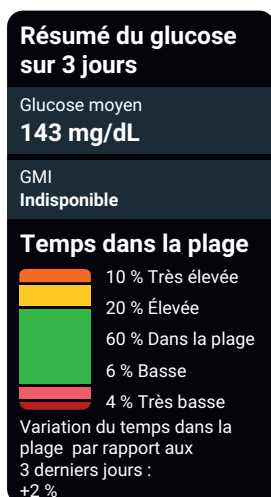 Résumé du glucose
sur 3 jours
Glucose moyen
143 mg/dL
GMI
Indisponible
Temps dans la plage
10 % Très élevée
20 % Élevée
60 % Dans la plage
6 % Basse
4 % Très basse
Variation du temps dans la
plage par rapport aux
3 derniers jours :
+2 %